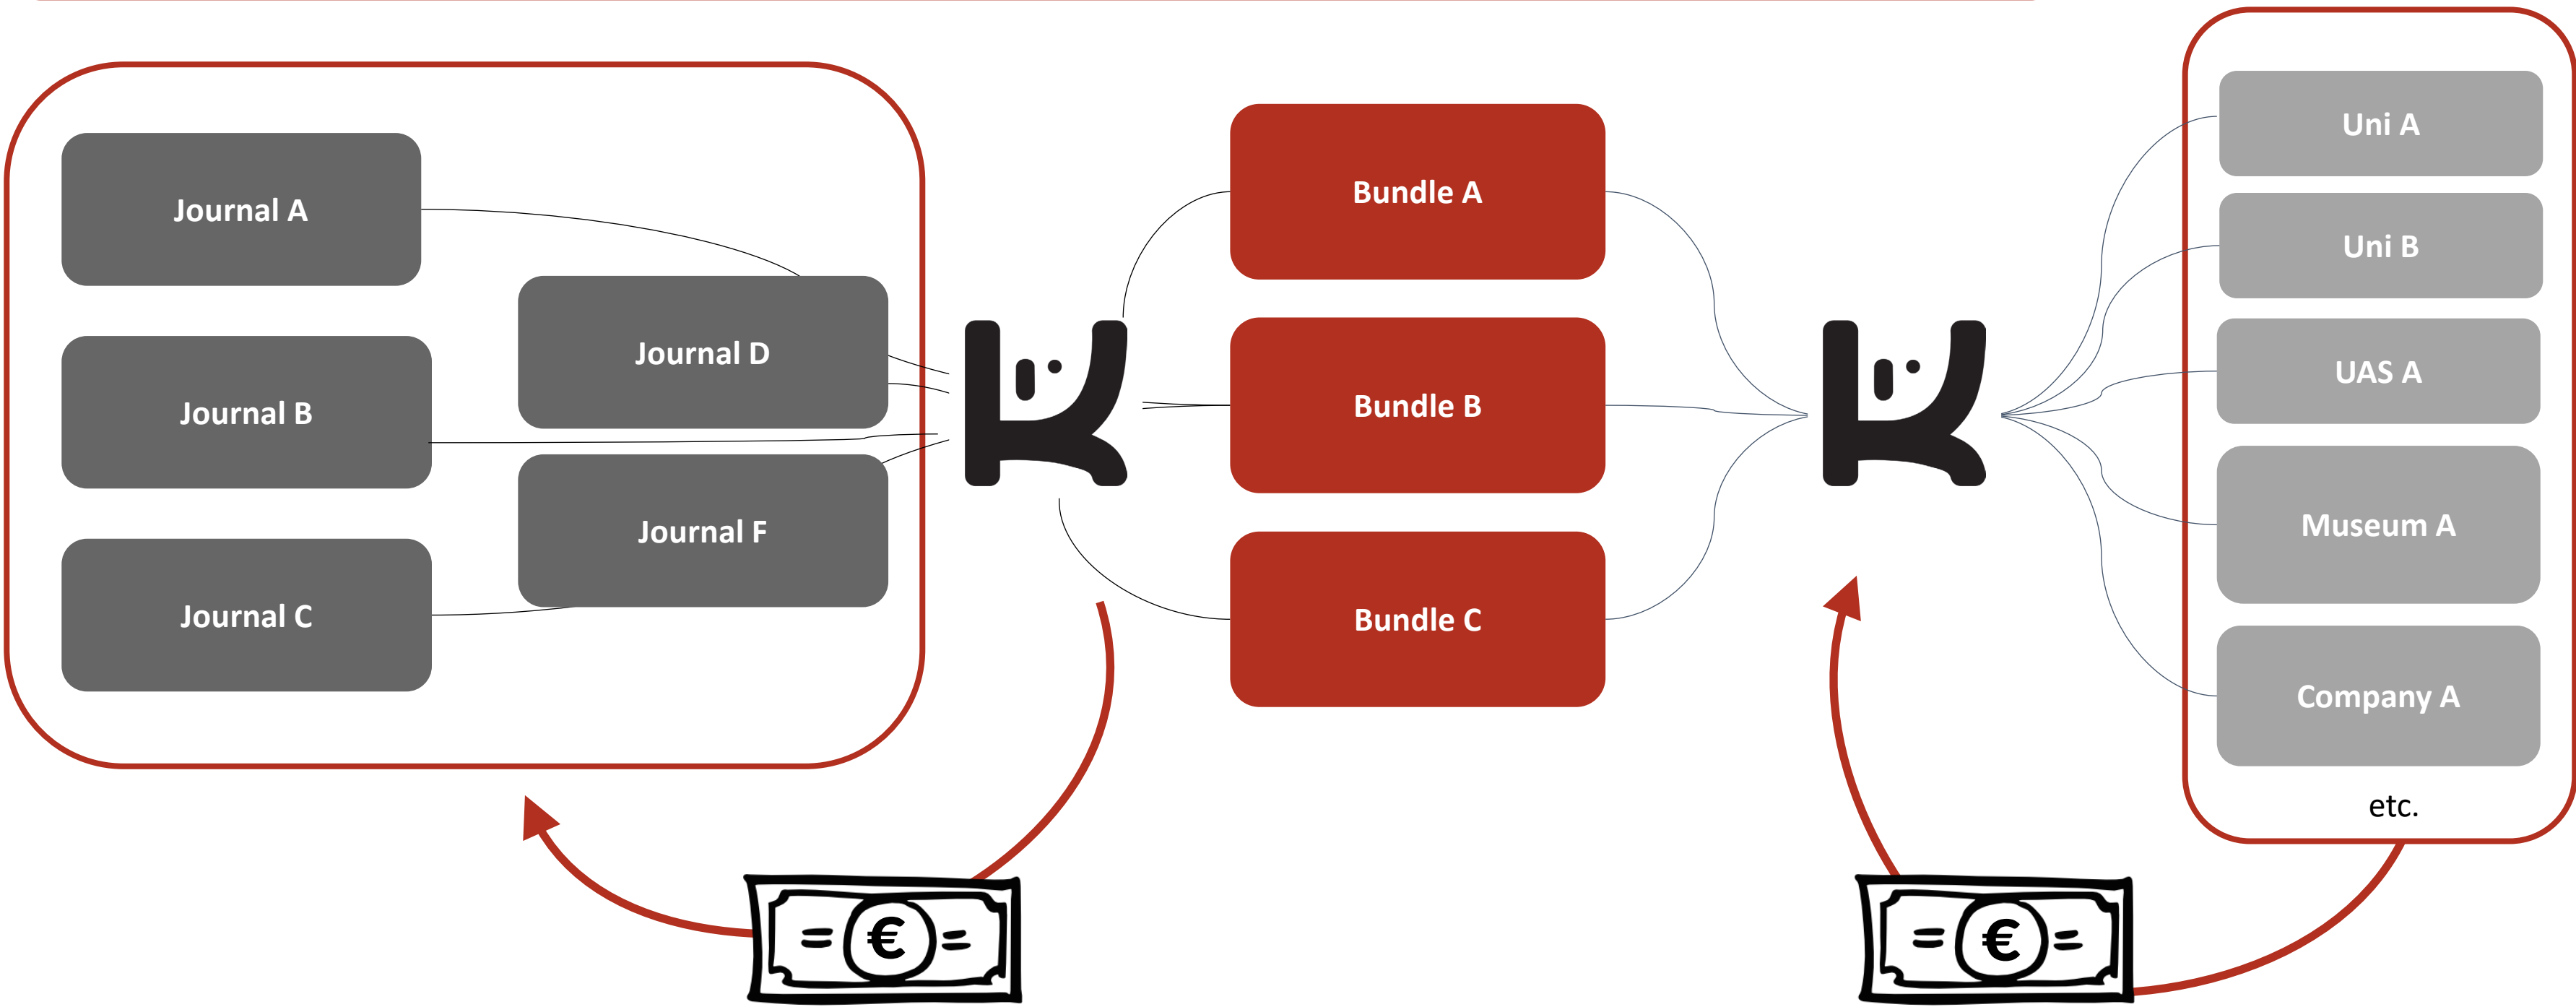 Journal A
Journal B
Journal C
Journal D
Journal F
Bundle A
Bundle B
Bundle C
Uni A
Uni B
UAS A
Museum A
Company A
etc.
= € =
= € =